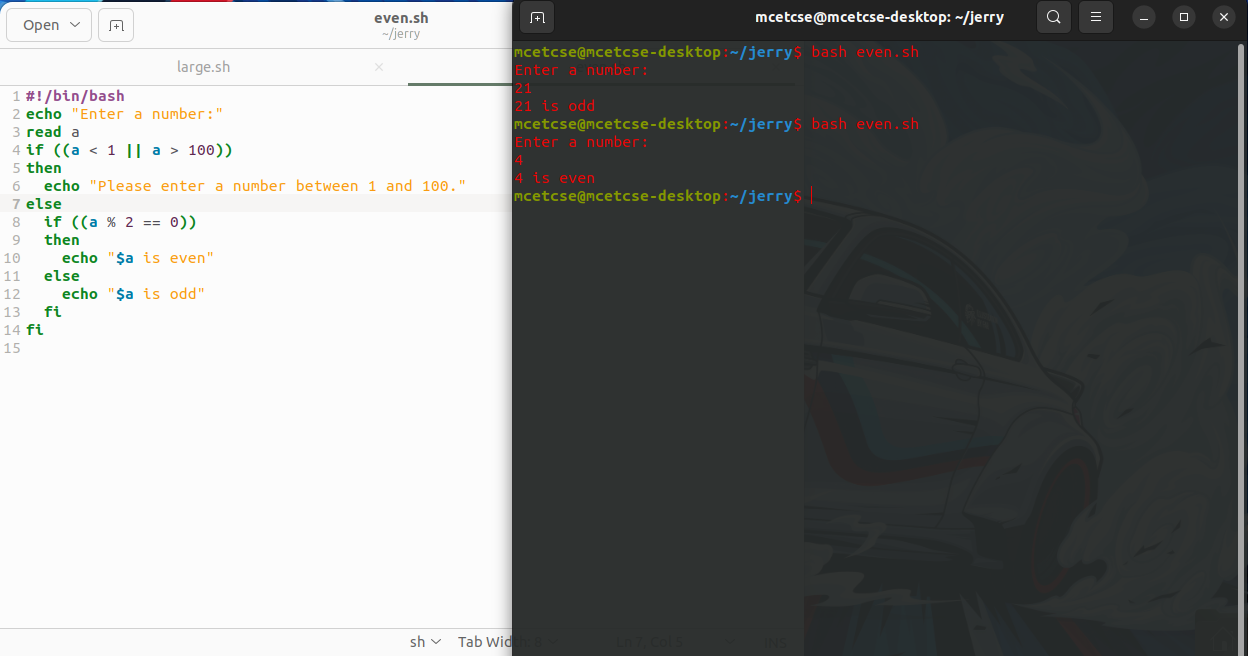 Open
even.sh
~/jerry
large.sh
1 #!/bin/bash
2 echo "Enter a number:"
3 read a
4 if ((a < 1 || a > 100))
5 then
6   echo "Please enter a number between 1 and 100."
7 else
8   if ((a % 2 == 0))
9   then
10     echo "$a is even"
11   else
12     echo "$a is odd"
13   fi
14 fi
15
sh Tab Width: 8 Ln 7, Col 5 INS
mcetcse@mcetcse-desktop: ~/jerry
mcetcse@mcetcse-desktop:~/jerry$ bash even.sh
Enter a number:
21
21 is odd
mcetcse@mcetcse-desktop:~/jerry$ bash even.sh
Enter a number:
4
4 is even
mcetcse@mcetcse-desktop:~/jerry$